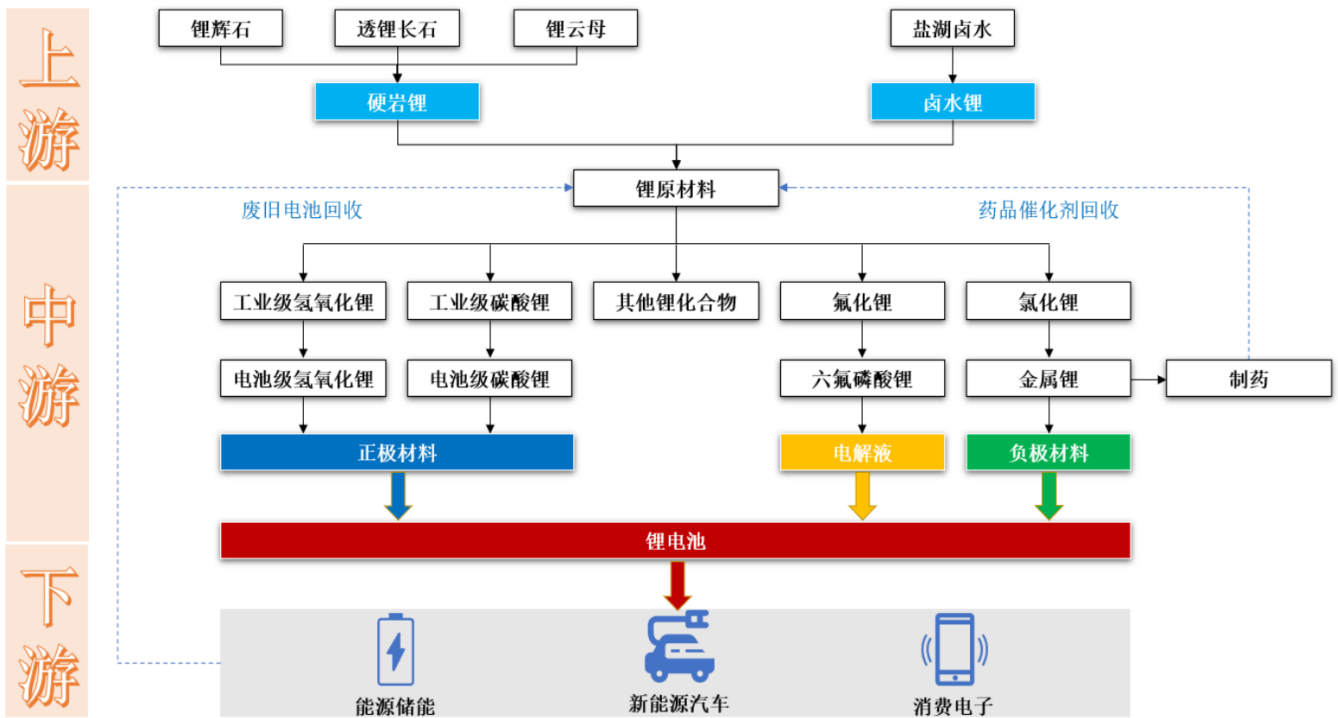 上游
锂辉石
透锂长石
锂云母
盐湖卤水
硬岩锂
卤水锂
锂原材料
废旧电池回收
药品催化剂回收
中游
工业级氢氧化锂
工业级碳酸锂
其他锂化合物
氟化锂
氯化锂
电池级氢氧化锂
电池级碳酸锂
六氟磷酸锂
金属锂
制药
正极材料
电解液
负极材料
锂电池
下游
能源储能
新能源汽车
消费电子